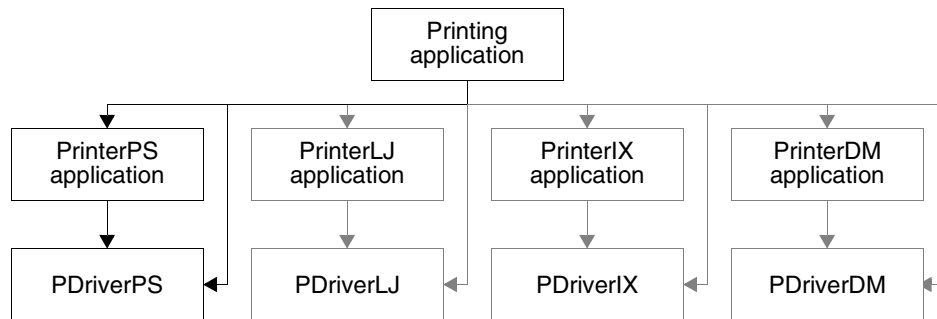 Printing
application
PrinterPS
application
PrinterLJ
application
PrinterIX
application
PrinterDM
application
PDriverPS
PDriverLJ
PDriverIX
PDriverDM